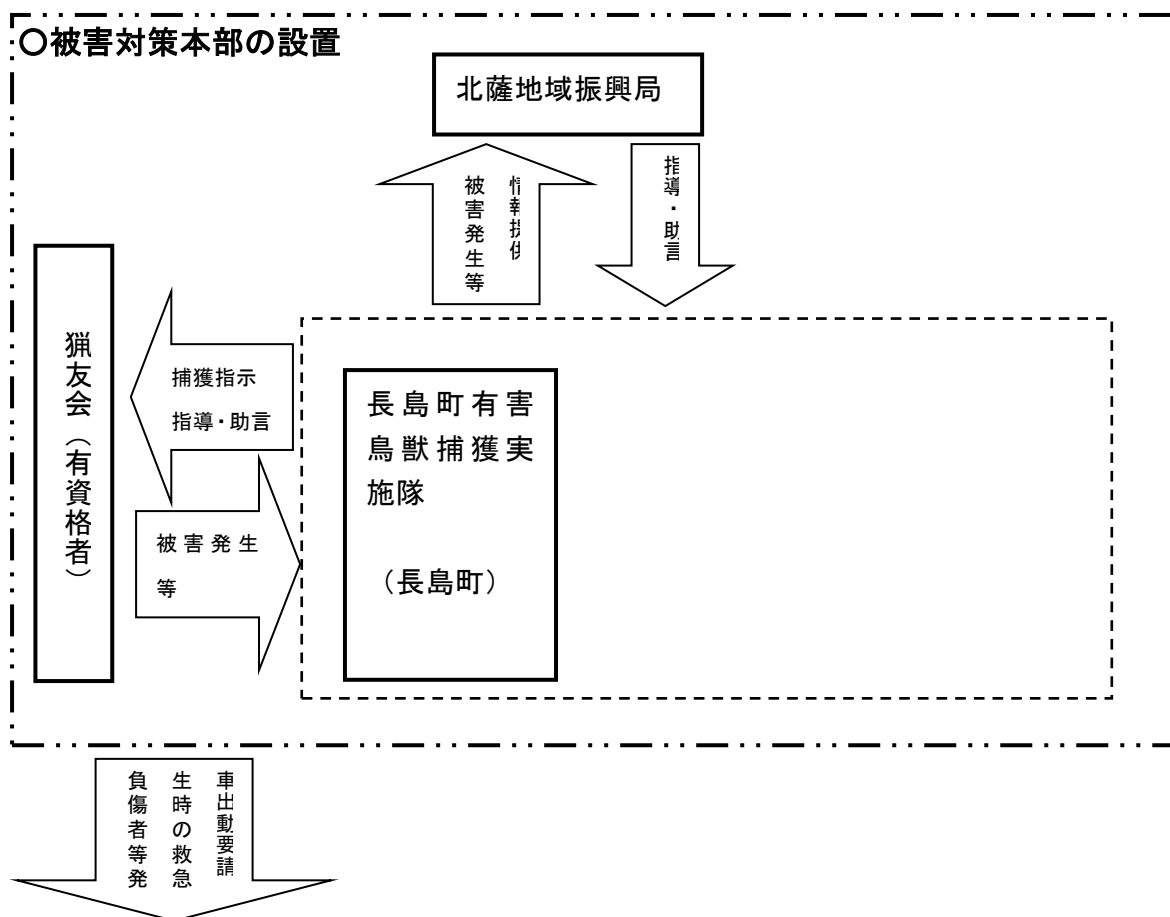 〇被害対策本部の設置
北薩地域振興局
情報提供
被害発生等
指導・助言
猟友会（有資格者）
捕獲指示
指導・助言
被害発生
等
長島町有害
鳥獣捕獲実
施隊
（長島町）
車出動要請
生時の救急
負傷者等発